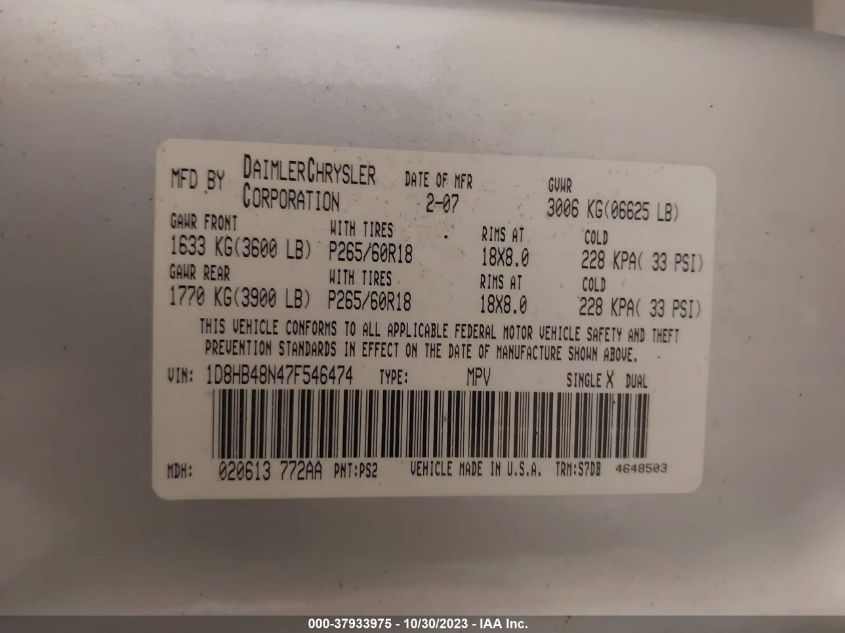 MFD BY DAIMLERCHRYSLER CORPORATION DATE OF MFR 2-07 GVWR 3006 KG(06625 LB)
GAWR FRONT WITH TIRES RIMS AT COLD
1633 KG(3600 LB) P265/60R18 18X8.0 228 KPA( 33 PSI)
GAWR REAR WITH TIRES RIMS AT COLD
1770 KG(3900 LB) P265/60R18 18X8.0 228 KPA( 33 PSI)
THIS VEHICLE CONFORMS TO ALL APPLICABLE FEDERAL MOTOR VEHICLE SAFETY AND THEFT
PREVENTION STANDARDS IN EFFECT ON THE DATE OF MANUFACTURE SHOWN ABOVE.
VIN: 1D8HB48N47F546474 TYPE: MPV SINGLE X DUAL
MDH: 020613 772AA PNT:PS2 VEHICLE MADE IN U.S.A. TRM:S7DB 4648503
000-37933975 - 10/30/2023 - IAA Inc.